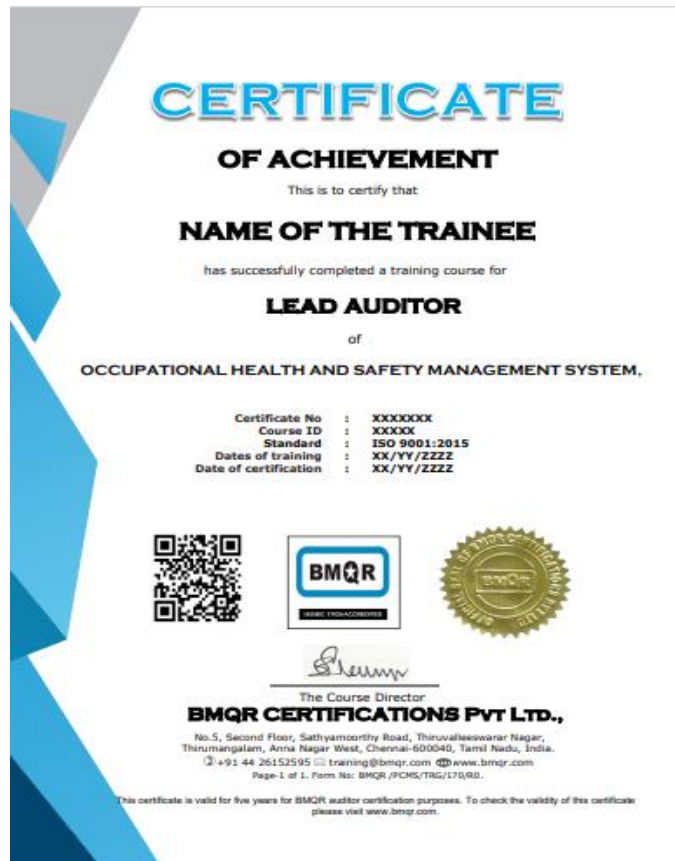 CERTIFICATE
OF ACHIEVEMENT
This is to certify that
NAME OF THE TRAINEE
has successfully completed a training course for
LEAD AUDITOR
of
OCCUPATIONAL HEALTH AND SAFETY MANAGEMENT SYSTEM,
Certificate No : XXXXXXX
Course ID : XXXXX
Standard : ISO 9001:2015
Dates of training : XX/YY/ZZZZ
Date of certification : XX/YY/ZZZZ
BMQR
BMQR
The Course Director
BMQR CERTIFICATIONS PVT LTD.,
No.5, Second Floor, Sathyamoorthy Road, Thiruvalleeswarar Nagar,
Thirumangalam, Anna Nagar West, Chennai-600040, Tamil Nadu, India.
+91 44 26152595 training@bmqr.com www.bmqr.com
Page-1 of 1. Form No: BMQR /PCMS/TRG/170/R0.
This certificate is valid for five years for BMQR auditor certification purposes. To check the validity of this certificate
please visit www.bmqr.com.